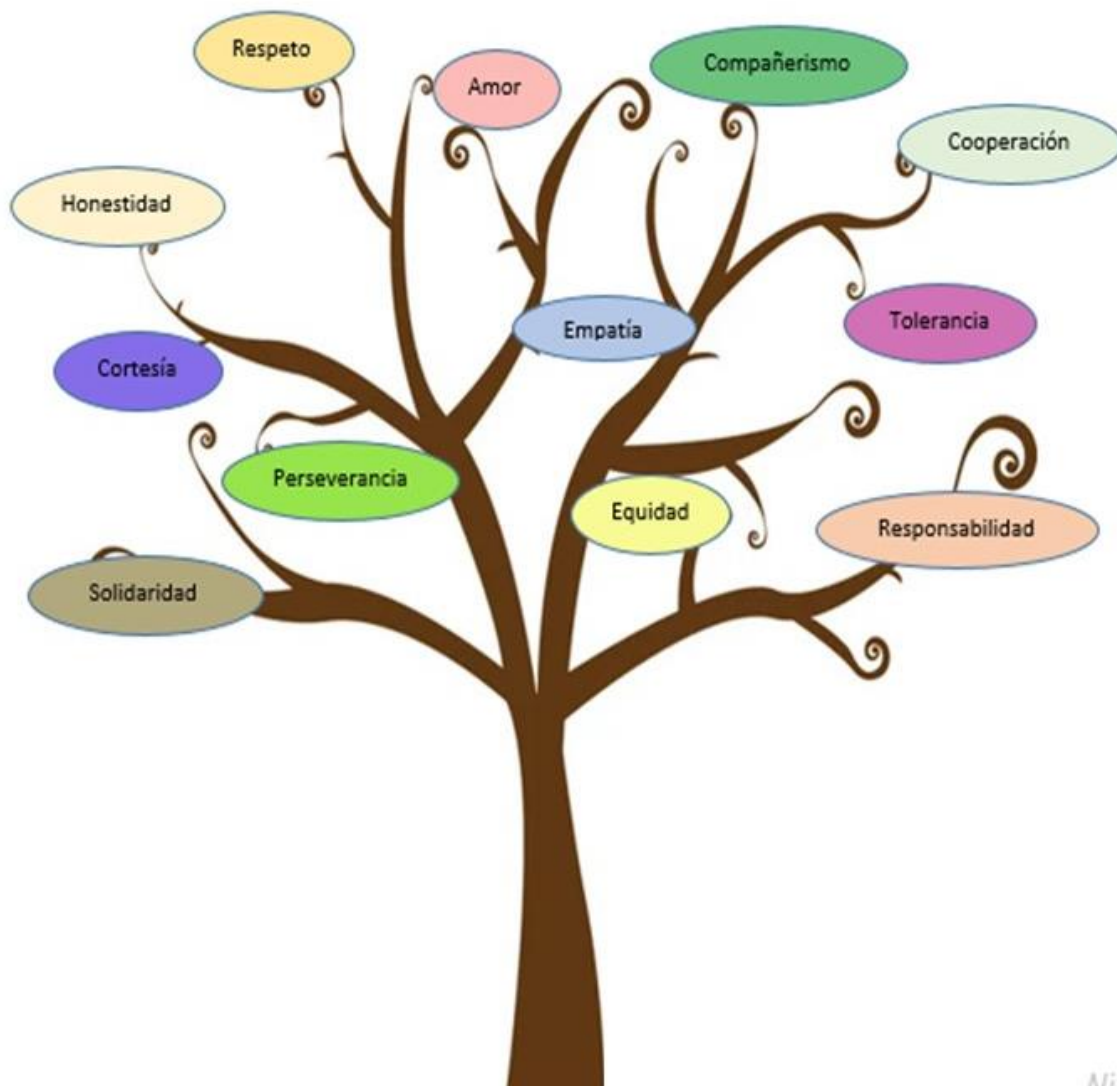 Respeto
Amor
Compañerismo
Cooperación
Honestidad
Empatía
Tolerancia
Cortesía
Perseverancia
Equidad
Responsabilidad
Solidaridad